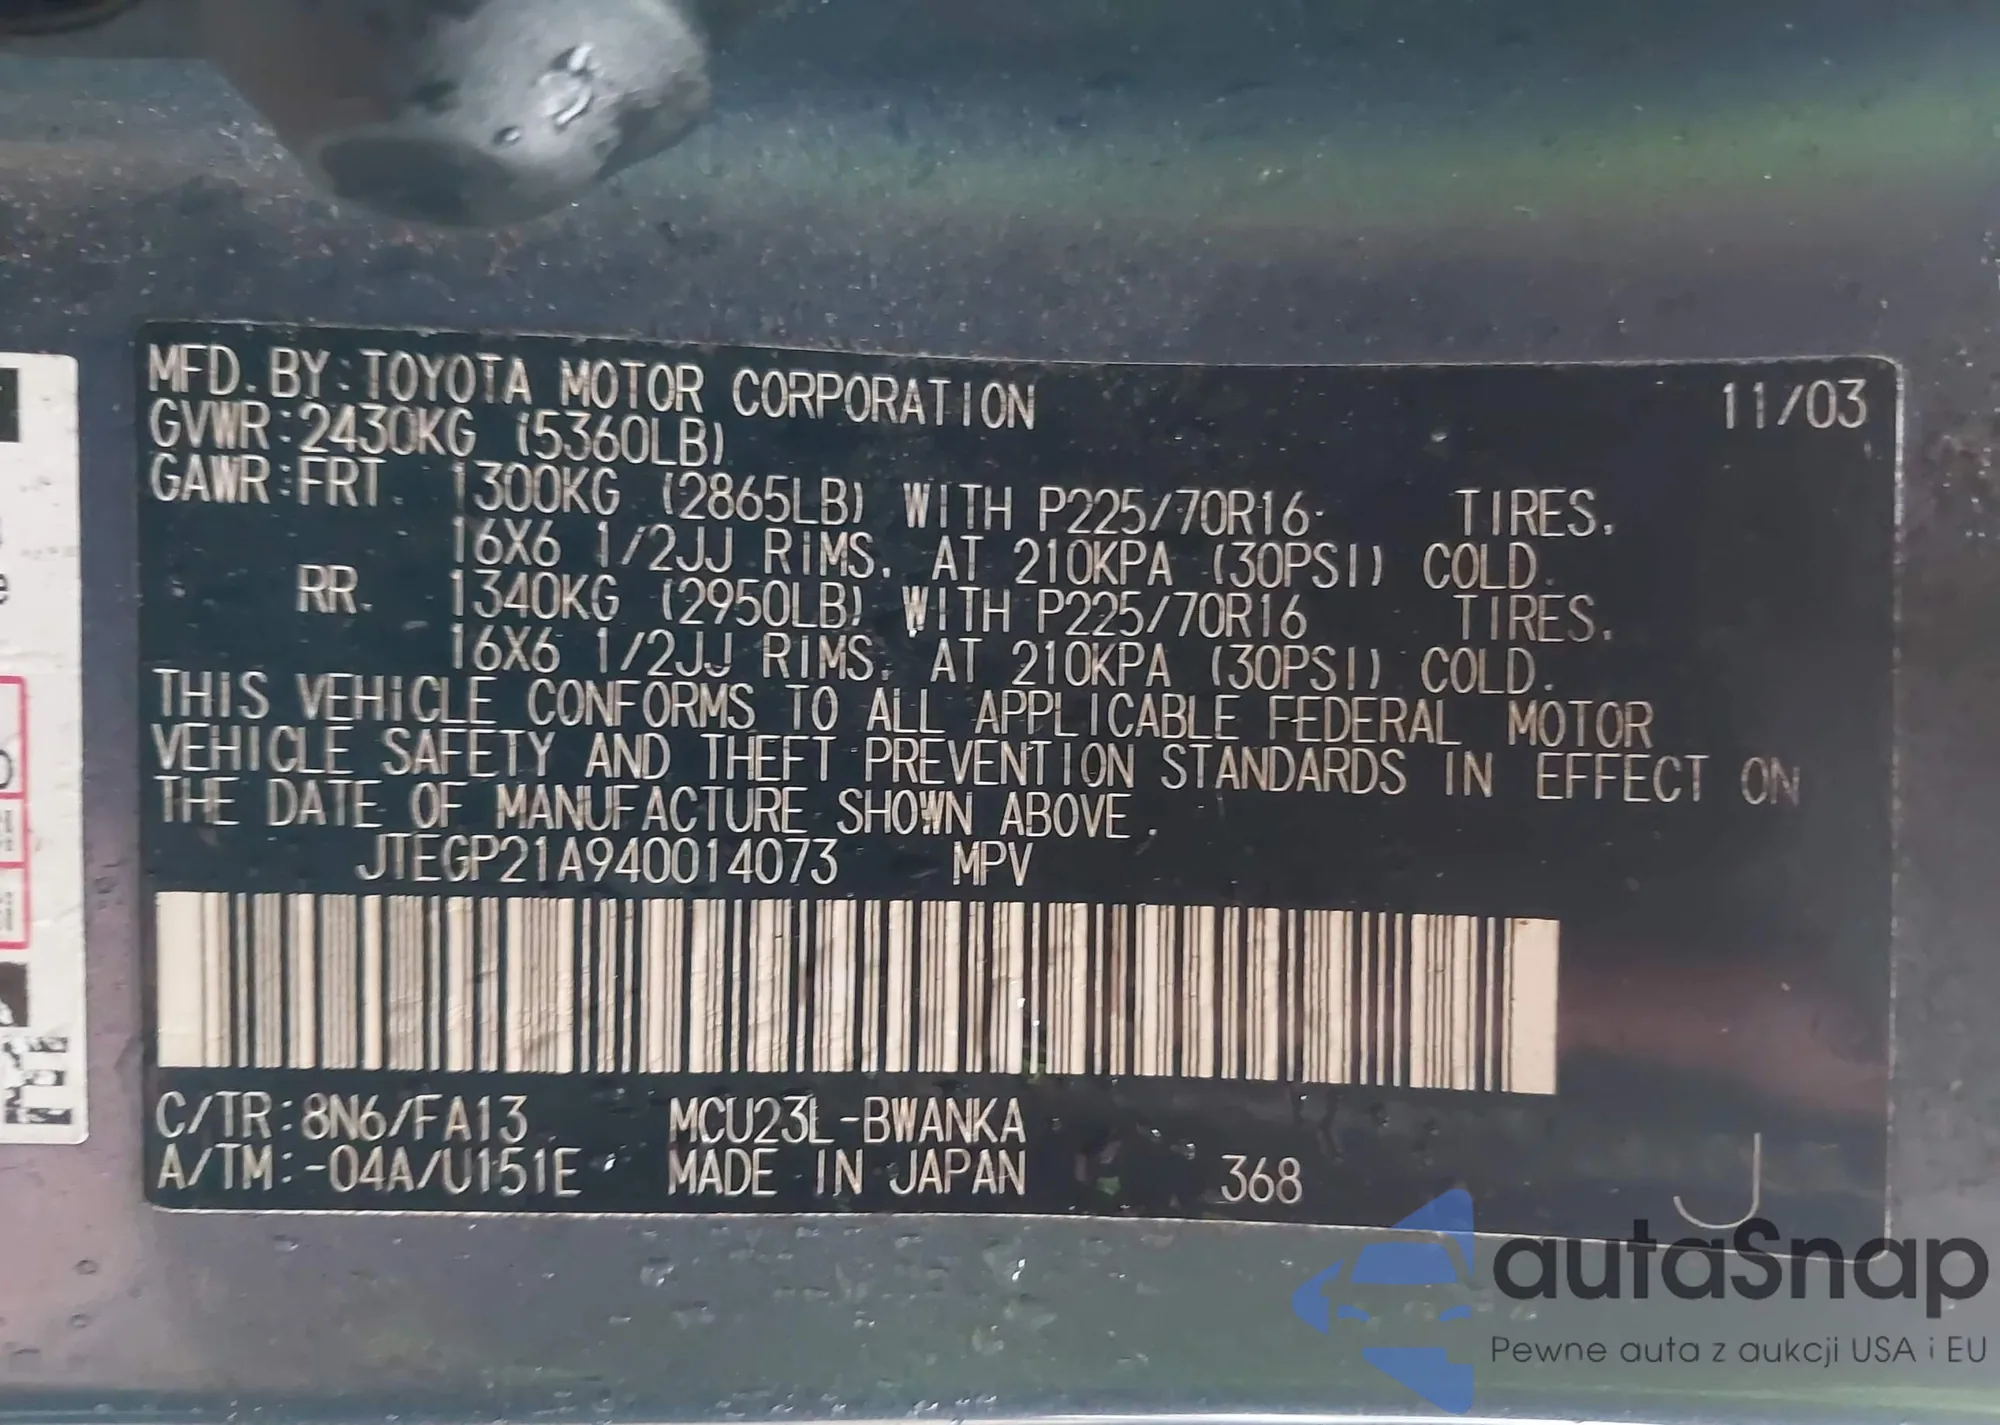 MFD. BY: TOYOTA MOTOR CORPORATION 11/03
GVWR: 2430KG (5360LB)
GAWR: FRT. 1300KG (2865LB) WITH P225/70R16 TIRES.
16X6 1/2JJ RIMS. AT 210KPA (30PSI) COLD.
RR. 1340KG (2950LB) WITH P225/70R16 TIRES.
16X6 1/2JJ RIMS. AT 210KPA (30PSI) COLD.
THIS VEHICLE CONFORMS TO ALL APPLICABLE FEDERAL MOTOR
VEHICLE SAFETY AND THEFT PREVENTION STANDARDS IN EFFECT ON
THE DATE OF MANUFACTURE SHOWN ABOVE.
JTEGP21A940014073 MPV
C/TR: 8N6/FA13 MCU23L-BWANKA
A/TM: -04A/U151E MADE IN JAPAN 368 J
autaSnap
Pewne auta z aukcji USA i EU